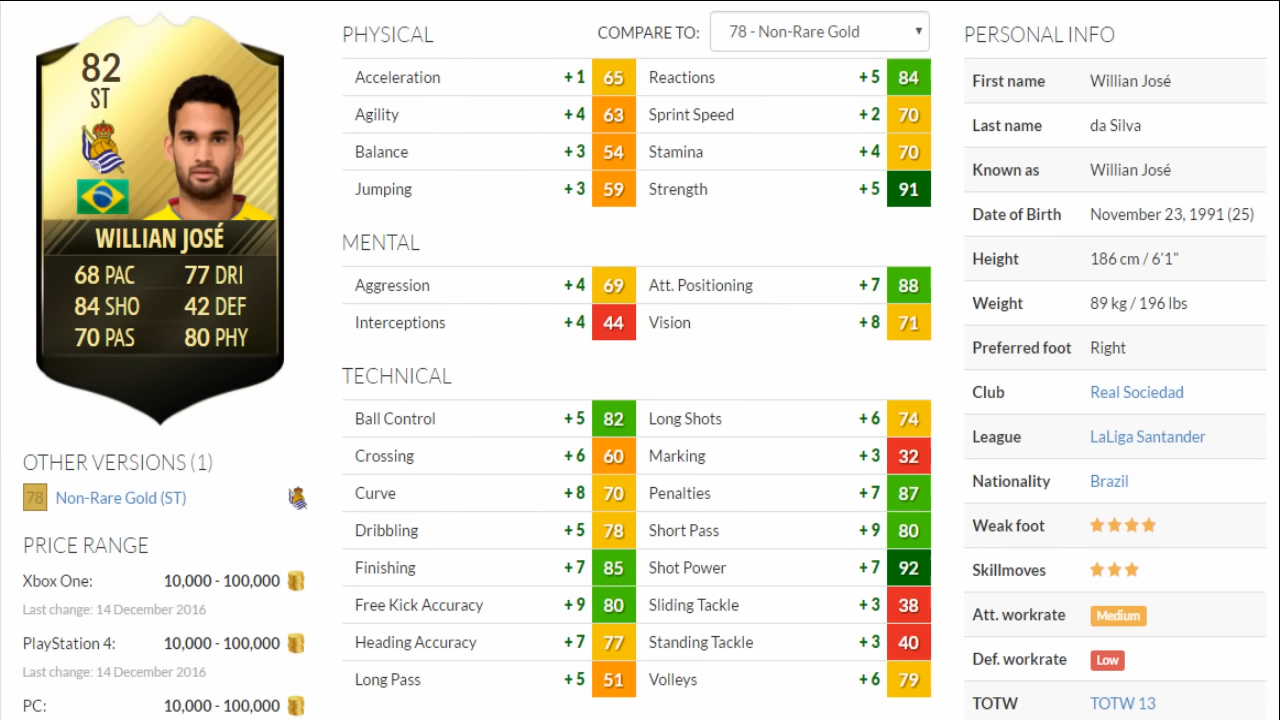 82
ST
WILLIAN JOSÉ
68 PAC 77 DRI
84 SHO 42 DEF
70 PAS 80 PHY
OTHER VERSIONS (1)
78 Non-Rare Gold (ST)
PRICE RANGE
Xbox One: 10,000 - 100,000
Last change: 14 December 2016
PlayStation 4: 10,000 - 100,000
Last change: 14 December 2016
PC: 10,000 - 100,000
PHYSICAL COMPARE TO: 78 - Non-Rare Gold
Acceleration +1 65 Reactions +5 84
Agility +4 63 Sprint Speed +2 70
Balance +3 54 Stamina +4 70
Jumping +3 59 Strength +5 91
MENTAL
Aggression +4 69 Att. Positioning +7 88
Interceptions +4 44 Vision +8 71
TECHNICAL
Ball Control +5 82 Long Shots +6 74
Crossing +6 60 Marking +3 32
Curve +8 70 Penalties +7 87
Dribbling +5 78 Short Pass +9 80
Finishing +7 85 Shot Power +7 92
Free Kick Accuracy +9 80 Sliding Tackle +3 38
Heading Accuracy +7 77 Standing Tackle +3 40
Long Pass +5 51 Volleys +6 79
PERSONAL INFO
First name Willian José
Last name da Silva
Known as Willian José
Date of Birth November 23, 1991 (25)
Height 186 cm / 6'1"
Weight 89 kg / 196 lbs
Preferred foot Right
Club Real Sociedad
League LaLiga Santander
Nationality Brazil
Weak foot
Skillmoves
Att. workrate Medium
Def. workrate Low
TOTW TOTW 13